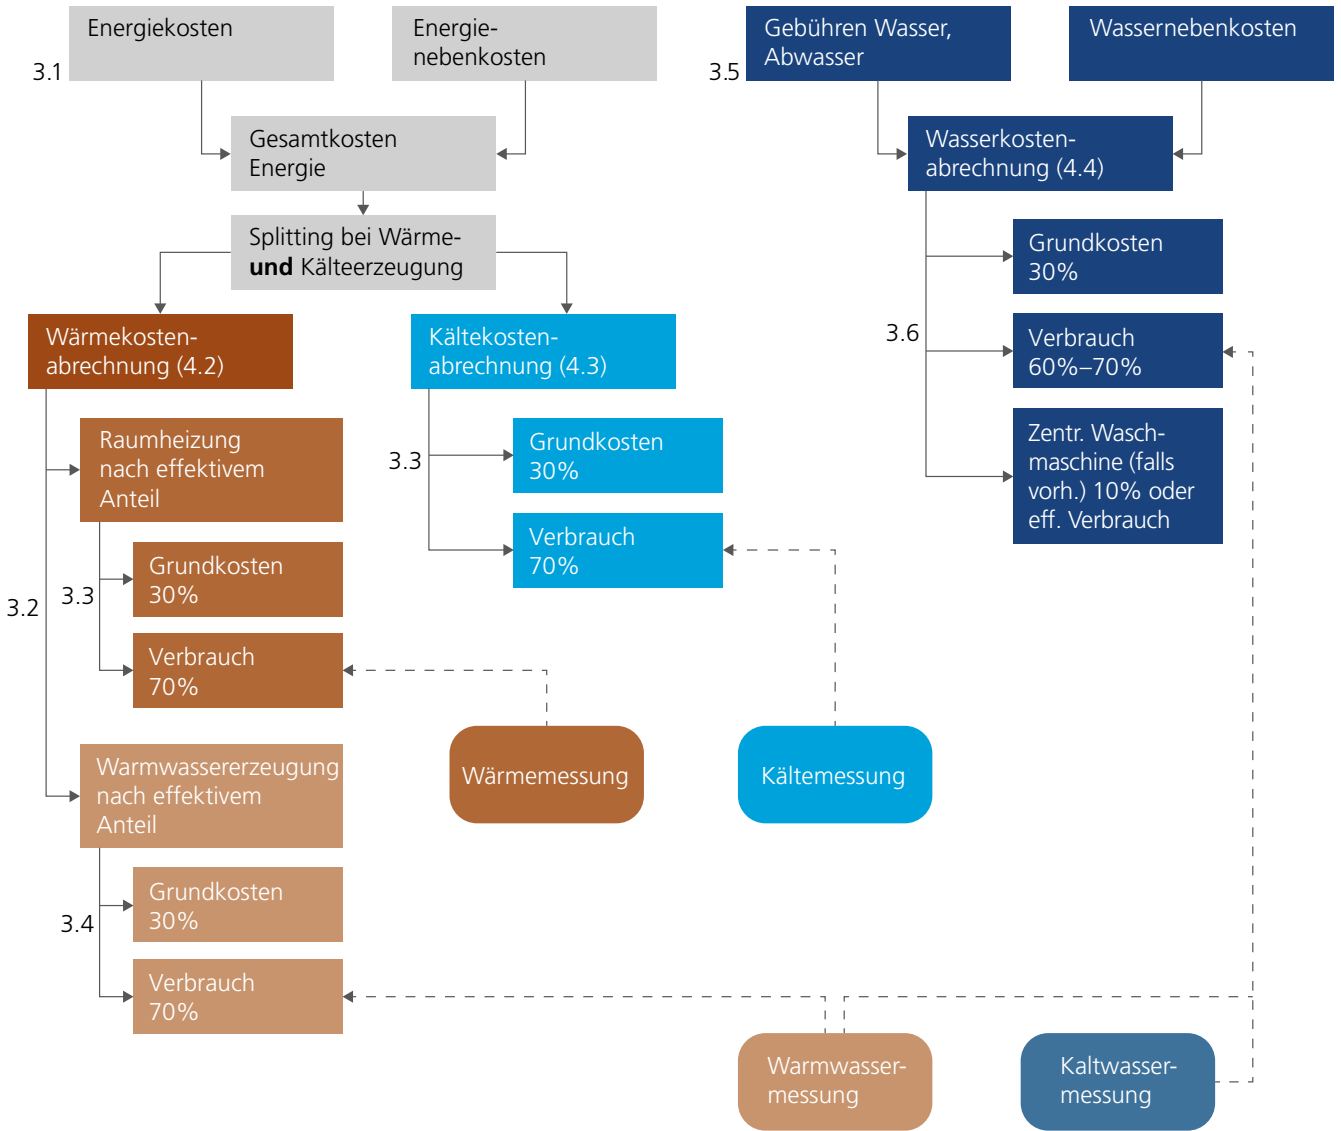 Energiekosten
Energie-
nebenkosten
3.1
Gesamtkosten
Energie
Splitting bei Wärme-
und Kälteerzeugung
Wärmekosten-
abrechnung (4.2)
Raumheizung
nach effektivem
Anteil
Grundkosten
30%
3.3
3.2
Verbrauch
70%
Warmwassererzeugung
nach effektivem
Anteil
Grundkosten
30%
3.4
Verbrauch
70%
Kältekosten-
abrechnung (4.3)
Grundkosten
30%
3.3
Verbrauch
70%
Wärmemessung
Kältemessung
Gebühren Wasser,
Abwasser
3.5
Wassernebenkosten
Wasserkosten-
abrechnung (4.4)
Grundkosten
30%
3.6
Verbrauch
60%–70%
Zentr. Wasch-
maschine (falls
vorh.) 10% oder
eff. Verbrauch
Warmwasser-
messung
Kaltwasser-
messung